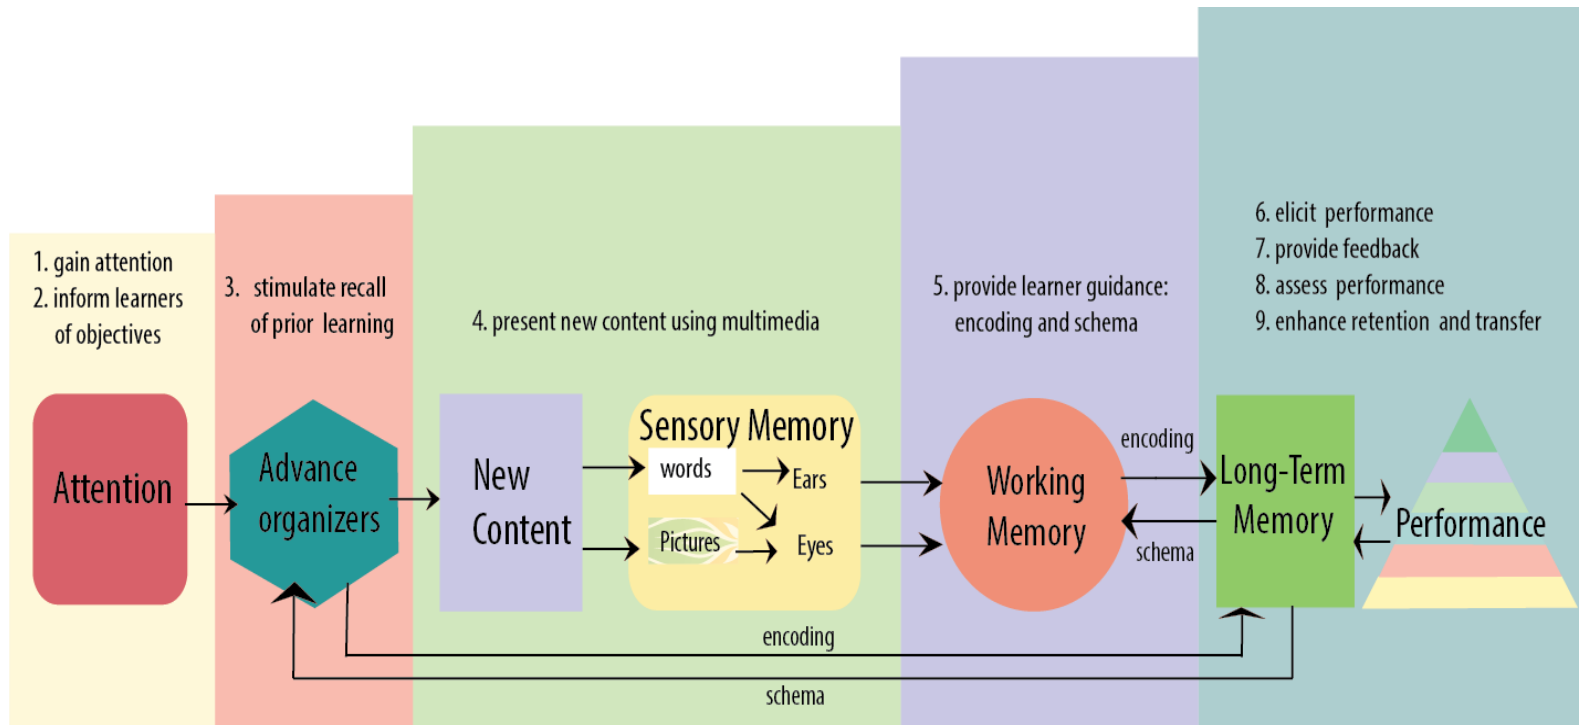 1. gain attention
2. inform learners
of objectives
3. stimulate recall
of prior learning
4. present new content using multimedia
5. provide learner guidance:
encoding and schema
6. elicit performance
7. provide feedback
8. assess performance
9. enhance retention and transfer
Attention
Advance
organizers
New
Content
Sensory Memory
words
Ears
Pictures
Eyes
Working
Memory
encoding
schema
Long-Term
Memory
Performance
encoding
schema